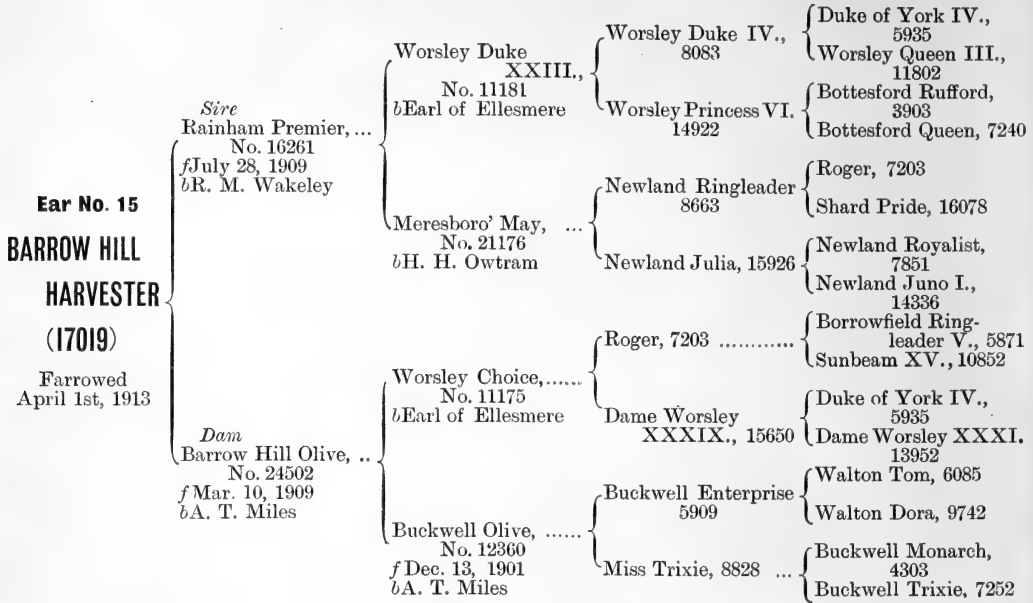 Ear No. 15
BARROW HILL
HARVESTER
(17019)
Farrowed
April 1st, 1913
Sire
Rainham Premier, ...
No. 16261
f July 28, 1909
b R. M. Wakeley
Dam
Barrow Hill Olive, ..
No. 24502
f Mar. 10, 1909
b A. T. Miles
Worsley Duke
XXIII.,
No. 11181
b Earl of Ellesmere
Meresboro' May, ...
No. 21176
b H. H. Owtram
Worsley Choice,......
No. 11175
b Earl of Ellesmere
Buckwell Olive, ......
No. 12360
f Dec. 13, 1901
b A. T. Miles
Worsley Duke IV.,
8083
Worsley Princess VI.
14922
Newland Ringleader
8663
Newland Julia, 15926
Roger, 7203 ............
Dame Worsley
XXXIX., 15650
Buckwell Enterprise
5909
Miss Trixie, 8828 ...
Duke of York IV.,
5935
Worsley Queen III.,
11802
Bottesford Rufford,
3903
Bottesford Queen, 7240
Roger, 7203
Shard Pride, 16078
Newland Royalist,
7851
Newland Juno I.,
14336
Borrowfield Ring-
leader V., 5871
Sunbeam XV., 10852
Duke of York IV.,
5935
Dame Worsley XXXI.
13952
Walton Tom, 6085
Walton Dora, 9742
Buckwell Monarch,
4303
Buckwell Trixie, 7252